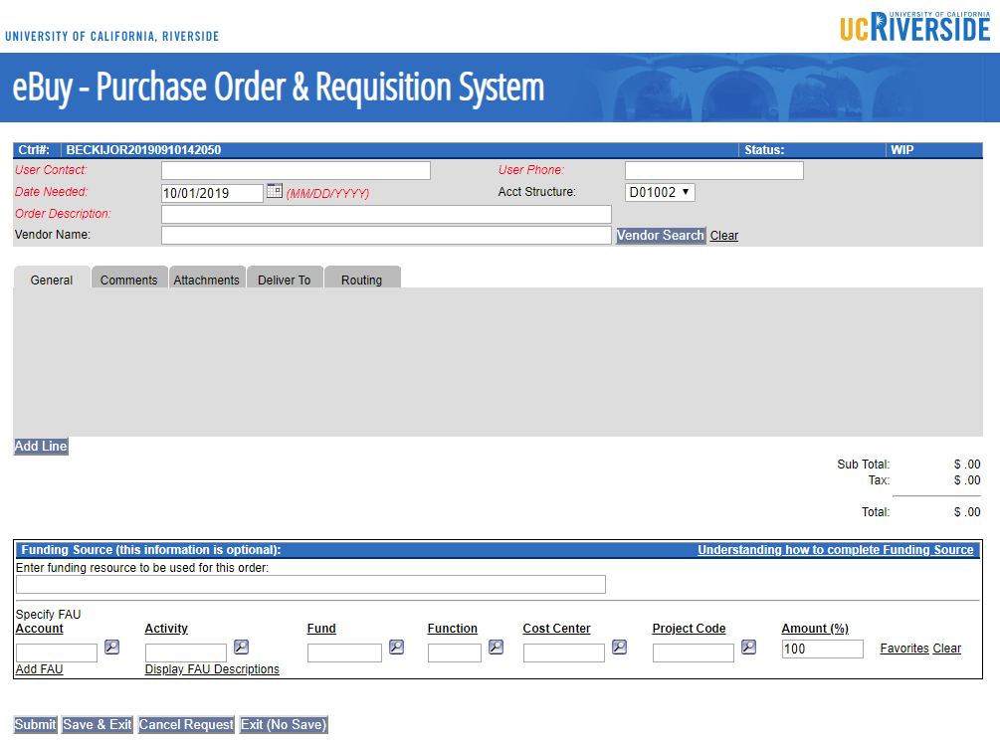 UNIVERSITY OF CALIFORNIA, RIVERSIDE
UNIVERSITY OF CALIFORNIA
UCRIVERSIDE
eBuy - Purchase Order & Requisition System
Ctrl#: BECKIJOR20190910142050 Status: WIP
User Contact: User Phone:
Date Needed: 10/01/2019 (MM/DD/YYYY) Acct Structure: D01002
Order Description:
Vendor Name: Vendor Search Clear
General Comments Attachments Deliver To Routing
Add Line
Sub Total: $ .00
Tax: $ .00
Total: $ .00
Funding Source (this information is optional): Understanding how to complete Funding Source
Enter funding resource to be used for this order:
Specify FAU
Account Activity Fund Function Cost Center Project Code Amount (%)
100 Favorites Clear
Add FAU Display FAU Descriptions
Submit Save & Exit Cancel Request Exit (No Save)